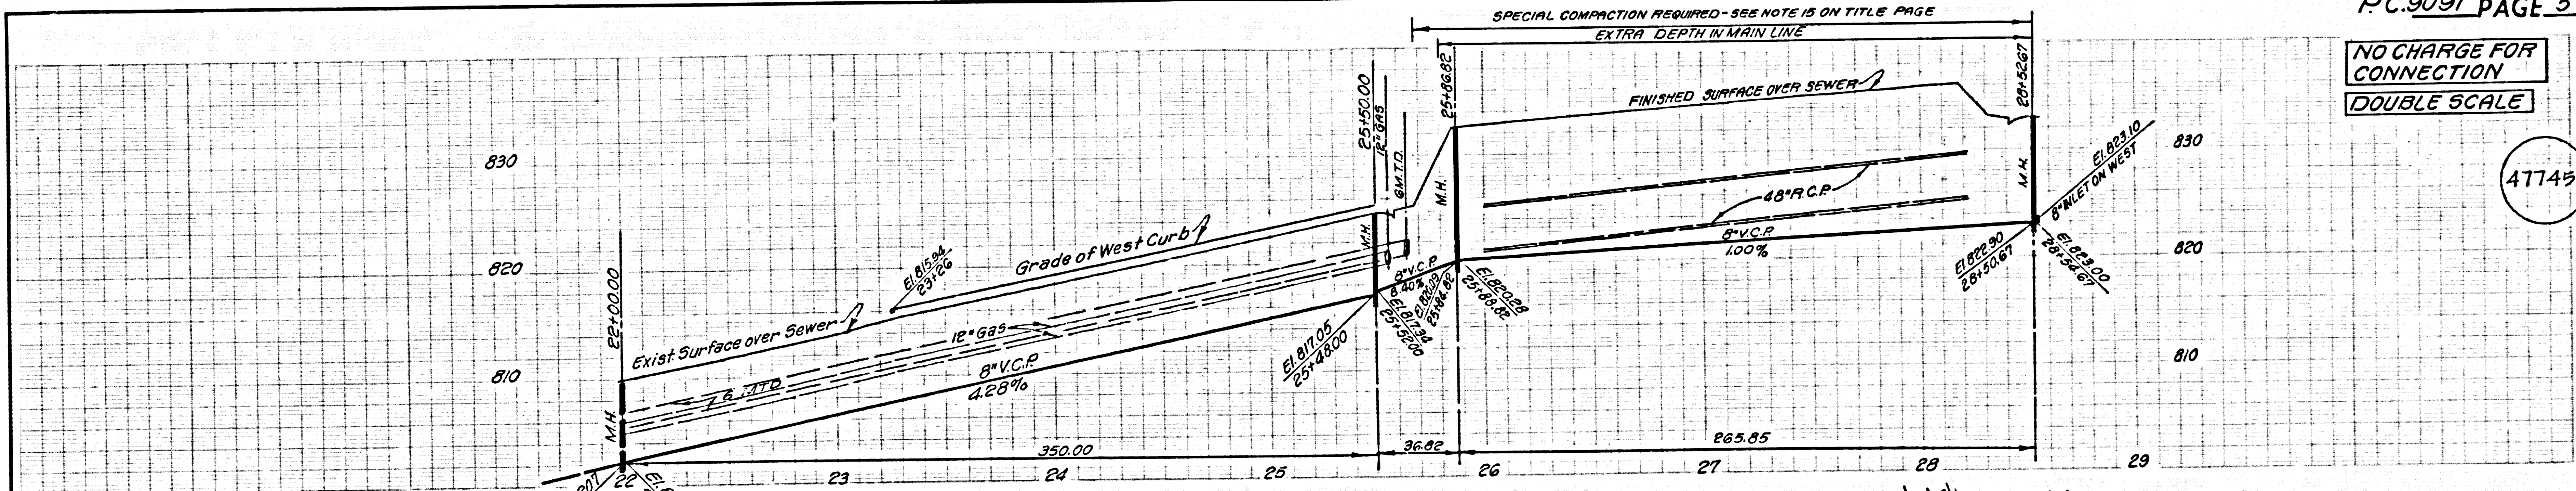 P.C. 9091 PAGE 5
SPECIAL COMPACTION REQUIRED - SEE NOTE 15 ON TITLE PAGE
EXTRA DEPTH IN MAIN LINE
NO CHARGE FOR
CONNECTION
DOUBLE SCALE
47745
25+50.00
12" GAS
6 M.T.D.
25+86.82
28+52.67
FINISHED SURFACE OVER SEWER
830
830
El. 823.10
8" INLET ON WEST
M.H.
M.H.
M.H.
M.H.
48" R.C.P.
8" V.C.P.
1.00%
820
820
Grade of West Curb
El. 815.94
23+26
22+00.00
Exist. Surface over Sewer
12" Gas
6 MTD
8" V.C.P.
4.28%
8" V.C.P.
8.40%
El. 817.05
25+48.00
El. 817.34
25+52.00
El. 820.09
25+84.82
El. 820.28
25+88.82
El. 822.90
28+50.67
El. 823.00
28+54.67
810
810
350.00
36.82
265.85
22
23
24
25
26
27
28
29